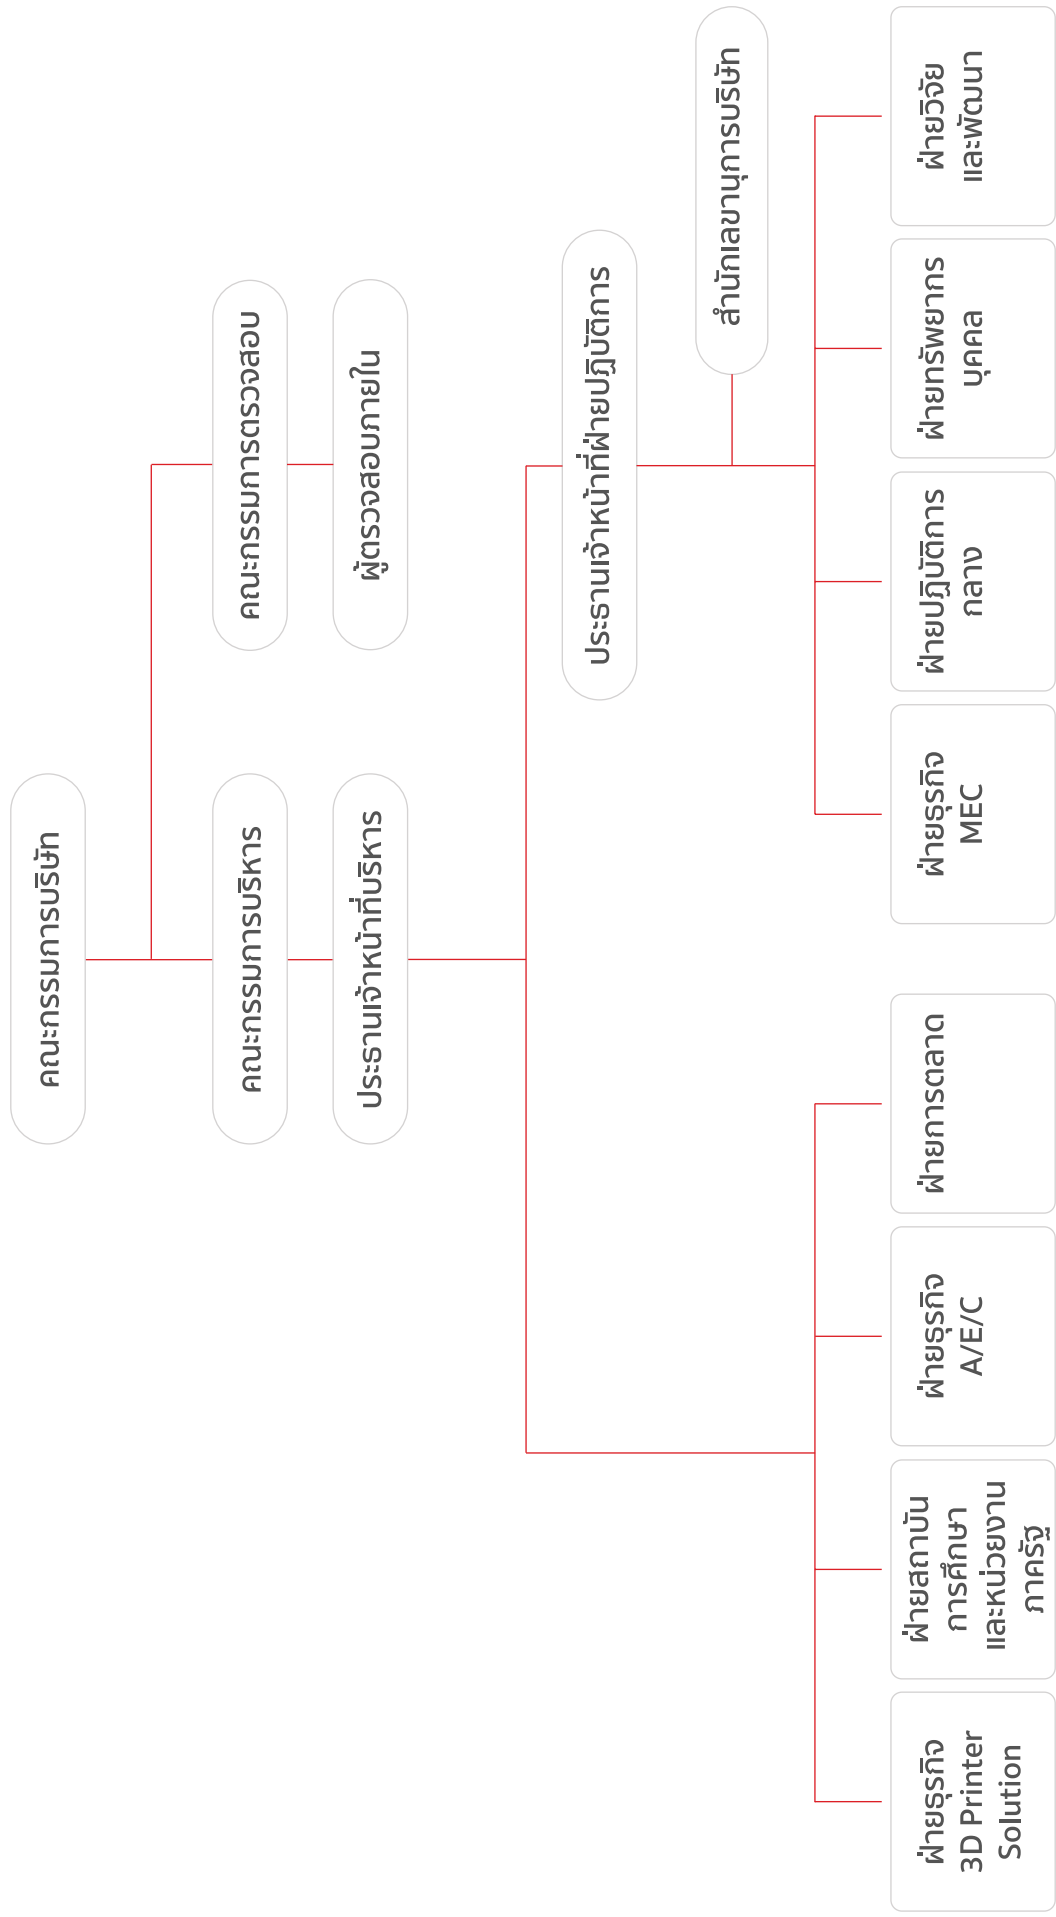 คณะกรรมการบริษัท
คณะกรรมการบริหาร
คณะกรรมการตรวจสอบ
ประธานเจ้าหน้าที่บริหาร
ผู้ตรวจสอบภายใน
ประธานเจ้าหน้าที่ฝ่ายปฏิบัติการ
สำนักเลขานุการบริษัท
ฝ่ายธุรกิจ
3D Printer
Solution
ฝ่ายสถาบัน
การศึกษา
และหน่วยงาน
ภาครัฐ
ฝ่ายธุรกิจ
A/E/C
ฝ่ายการตลาด
ฝ่ายธุรกิจ
MEC
ฝ่ายปฏิบัติการ
กลาง
ฝ่ายทรัพยากร
บุคคล
ฝ่ายวิจัย
และพัฒนา